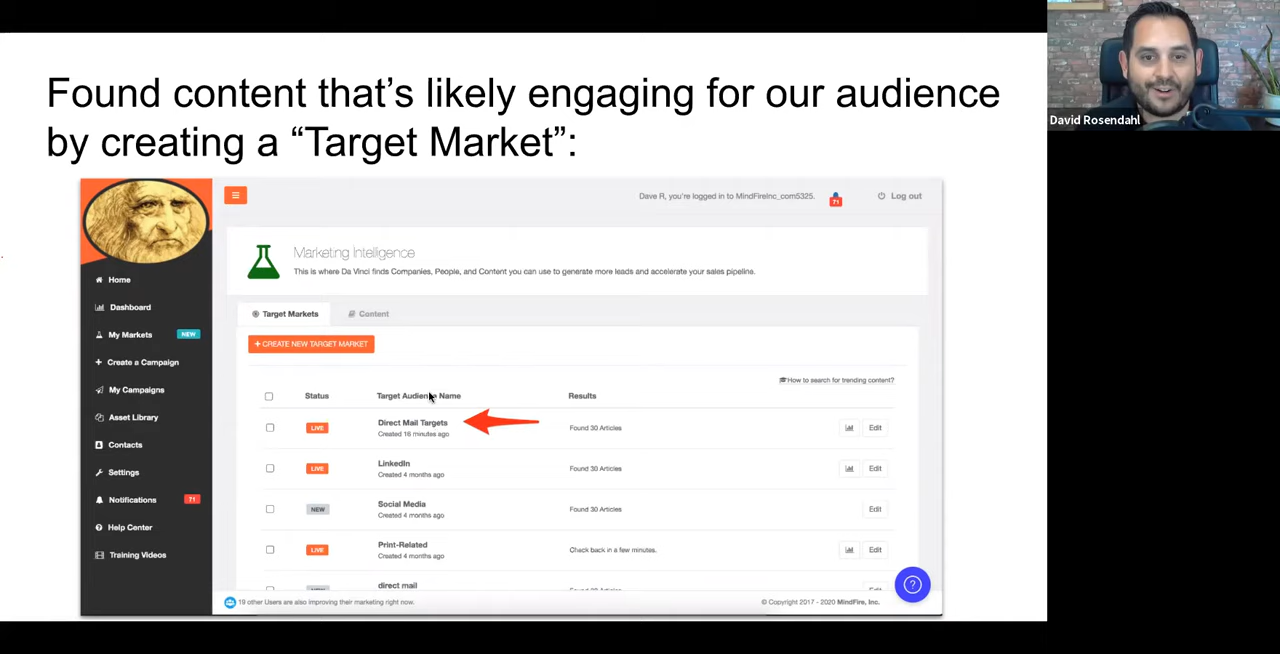 Found content that's likely engaging for our audience
by creating a “Target Market”:
David Rosendahl
Dave R, you're logged in to MindFireInc_com5325.
71
Log out
Marketing Intelligence
This is where Da Vinci finds Companies, People, and Content you can use to generate more leads and accelerate your sales pipeline.
Home
Dashboard
My Markets NEW
Create a Campaign
My Campaigns
Asset Library
Contacts
Settings
Notifications 71
Help Center
Training Videos
Target Markets Content
+ CREATE NEW TARGET MARKET
How to search for trending content?
Status Target Audience Name Results
LIVE Direct Mail Targets Found 30 Articles Edit
Created 16 minutes ago
LIVE LinkedIn Found 30 Articles Edit
Created 4 months ago
NEW Social Media Found 30 Articles Edit
Created 4 months ago
LIVE Print-Related Check back in a few minutes. Edit
Created 4 months ago
direct mail
?
19 other Users are also improving their marketing right now.
© Copyright 2017 - 2020 MindFire, Inc.